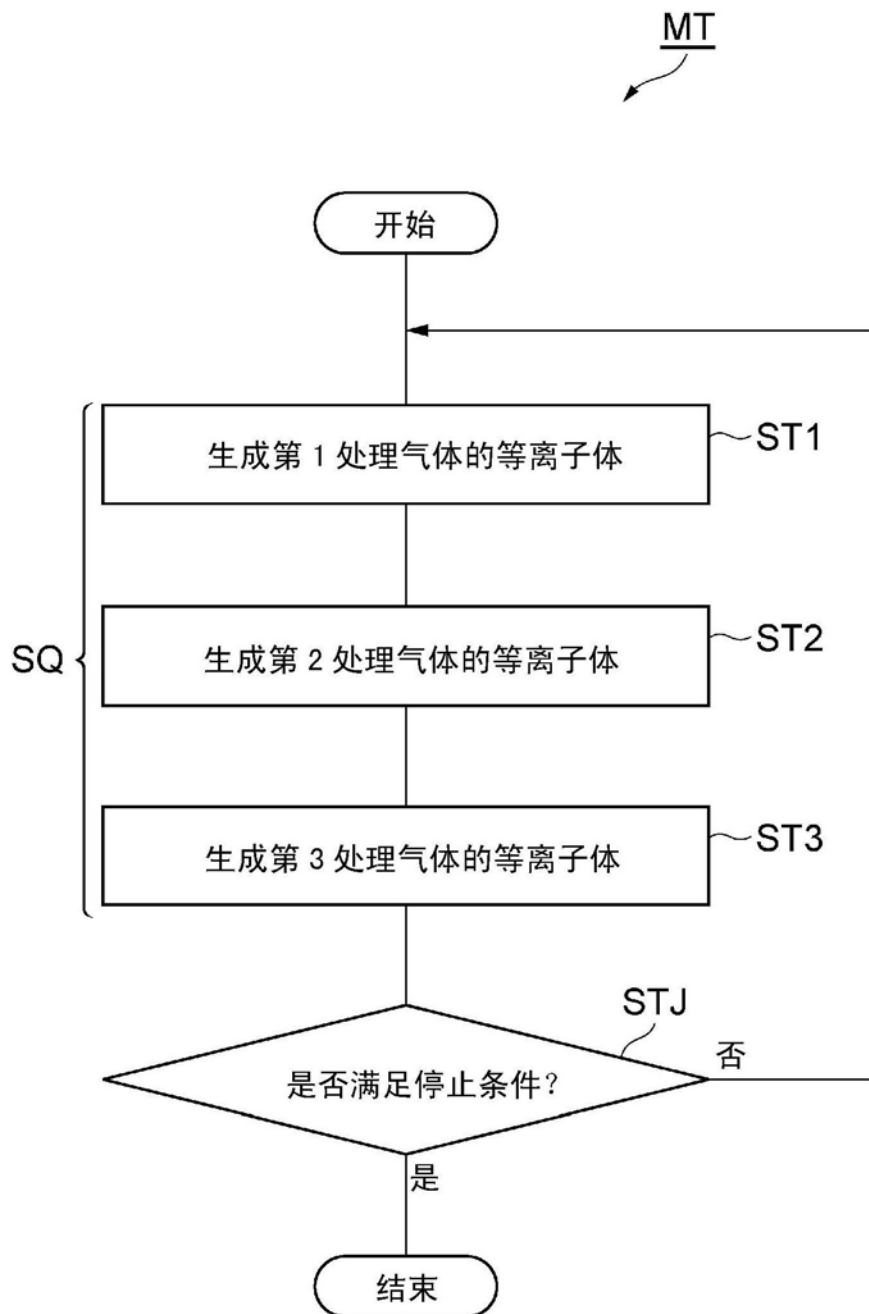 MT
开始
生成第1处理气体的等离子体
ST1
生成第2处理气体的等离子体
ST2
SQ
生成第3处理气体的等离子体
ST3
STJ
是否满足停止条件?
否
是
结束